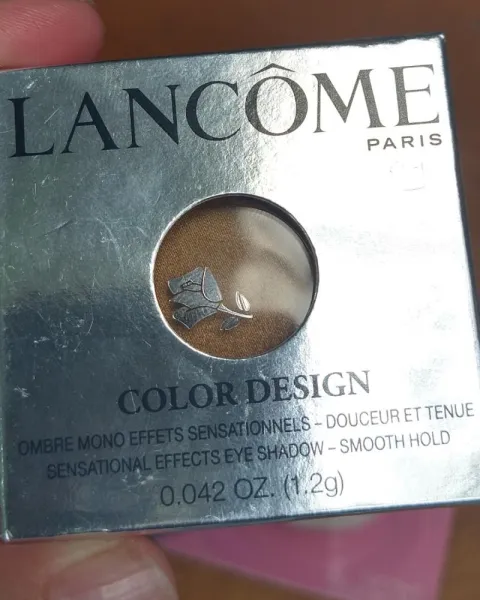 LANCÔME
PARIS
COLOR DESIGN
OMBRE MONO EFFETS SENSATIONNELS – DOUCEUR ET TENUE
SENSATIONAL EFFECTS EYE SHADOW – SMOOTH HOLD
0.042 OZ. (1.2g)